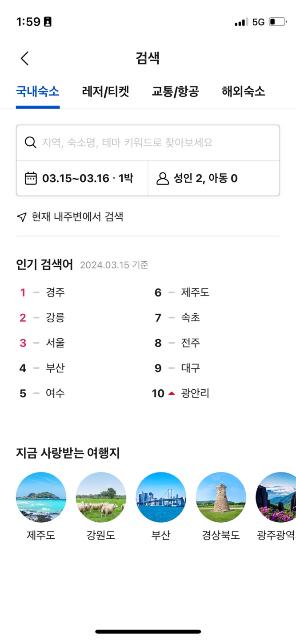 1:59
5G
검색
국내숙소 레저/티켓 교통/항공 해외숙소
지역, 숙소명, 테마 키워드로 찾아보세요
03.15~03.16 · 1박 성인 2, 아동 0
현재 내주변에서 검색
인기 검색어 2024.03.15 기준
1 – 경주
2 – 강릉
3 – 서울
4 – 부산
5 – 여수
6 – 제주도
7 – 속초
8 – 전주
9 – 대구
10 ▲ 광안리
지금 사랑받는 여행지
제주도 강원도 부산 경상북도 광주광역